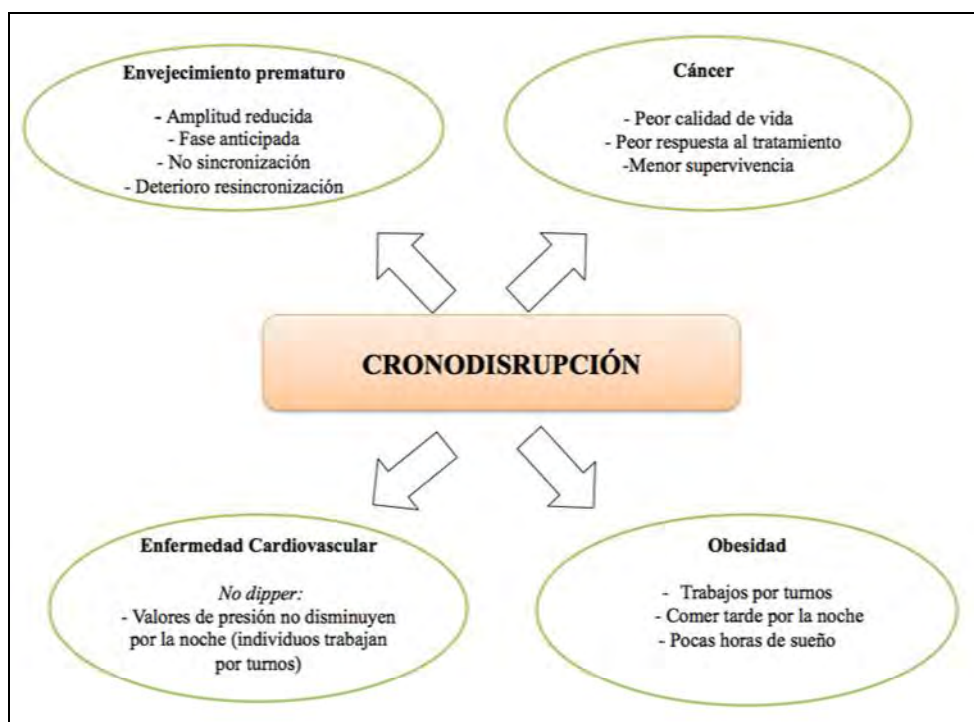 Envejecimiento prematuro
- Amplitud reducida
- Fase anticipada
- No sincronización
- Deterioro resincronización
Cáncer
- Peor calidad de vida
- Peor respuesta al tratamiento
-Menor supervivencia
CRONODISRUPCIÓN
Enfermedad Cardiovascular
No dipper:
- Valores de presión no disminuyen
por la noche (individuos trabajan
por turnos)
Obesidad
- Trabajos por turnos
- Comer tarde por la noche
- Pocas horas de sueño